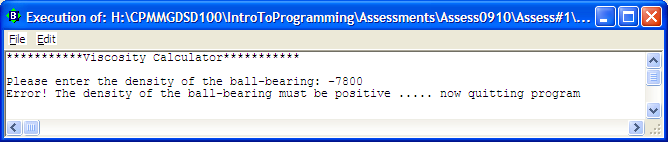 Execution of: H:\CPMMGDSD100\IntroToProgramming\Assessments\Assess0910\Assess#1\...
File Edit
***********Viscosity Calculator***********
Please enter the density of the ball-bearing: -7800
Error! The density of the ball-bearing must be positive ..... now quitting program